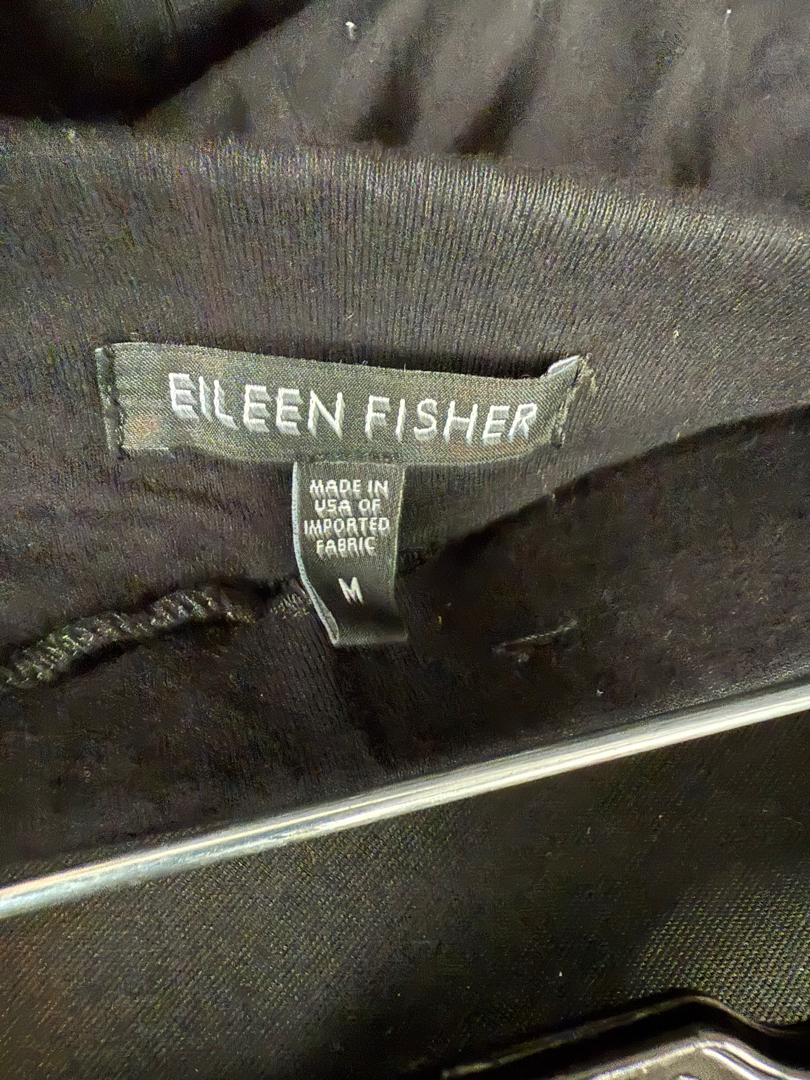 EILEEN FISHER
MADE IN
USA OF
IMPORTED
FABRIC
M